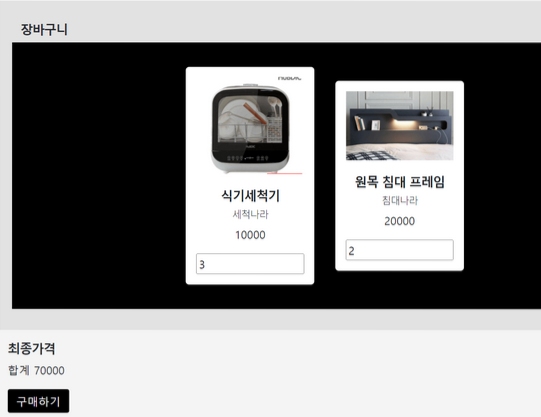 장바구니
식기세척기
세척나라
10000
3
원목 침대 프레임
침대나라
20000
2
최종가격
합계 70000
구매하기